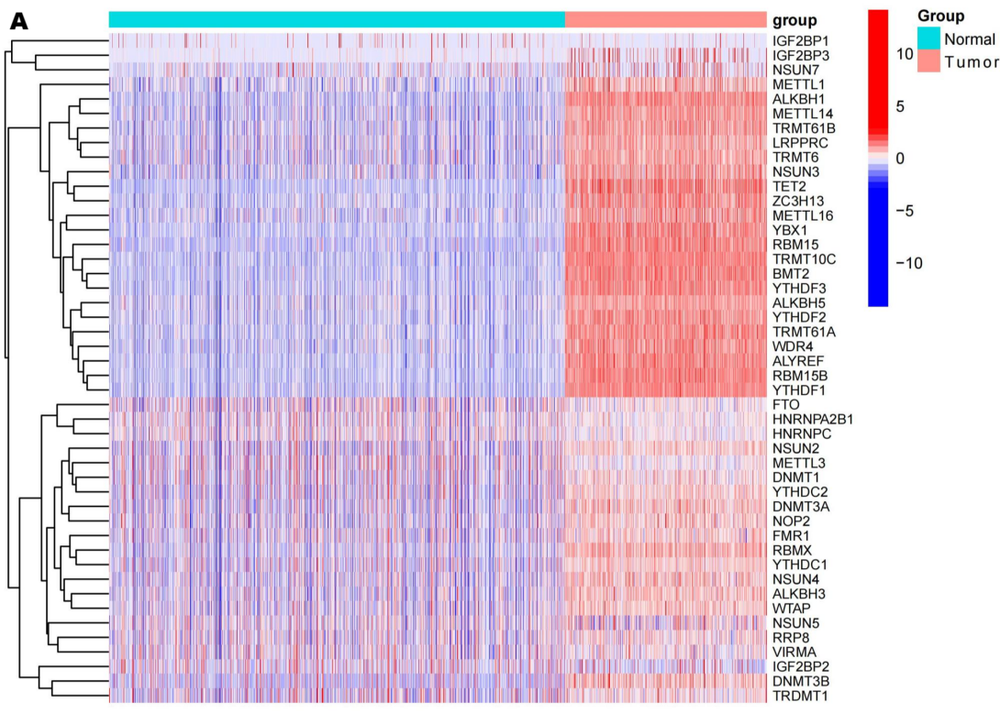 A
group
IGF2BP1
IGF2BP3
NSUN7
METTL1
ALKBH1
METTL14
TRMT61B
LRPPRC
TRMT6
NSUN3
TET2
ZC3H13
METTL16
YBX1
RBM15
TRMT10C
BMT2
YTHDF3
ALKBH5
YTHDF2
TRMT61A
WDR4
ALYREF
RBM15B
YTHDF1
FTO
HNRNPA2B1
HNRNPC
NSUN2
METTL3
DNMT1
YTHDC2
DNMT3A
NOP2
FMR1
RBMX
YTHDC1
NSUN4
ALKBH3
WTAP
NSUN5
RRP8
VIRMA
IGF2BP2
DNMT3B
TRDMT1
10
5
0
−5
−10
Group
Normal
Tumor